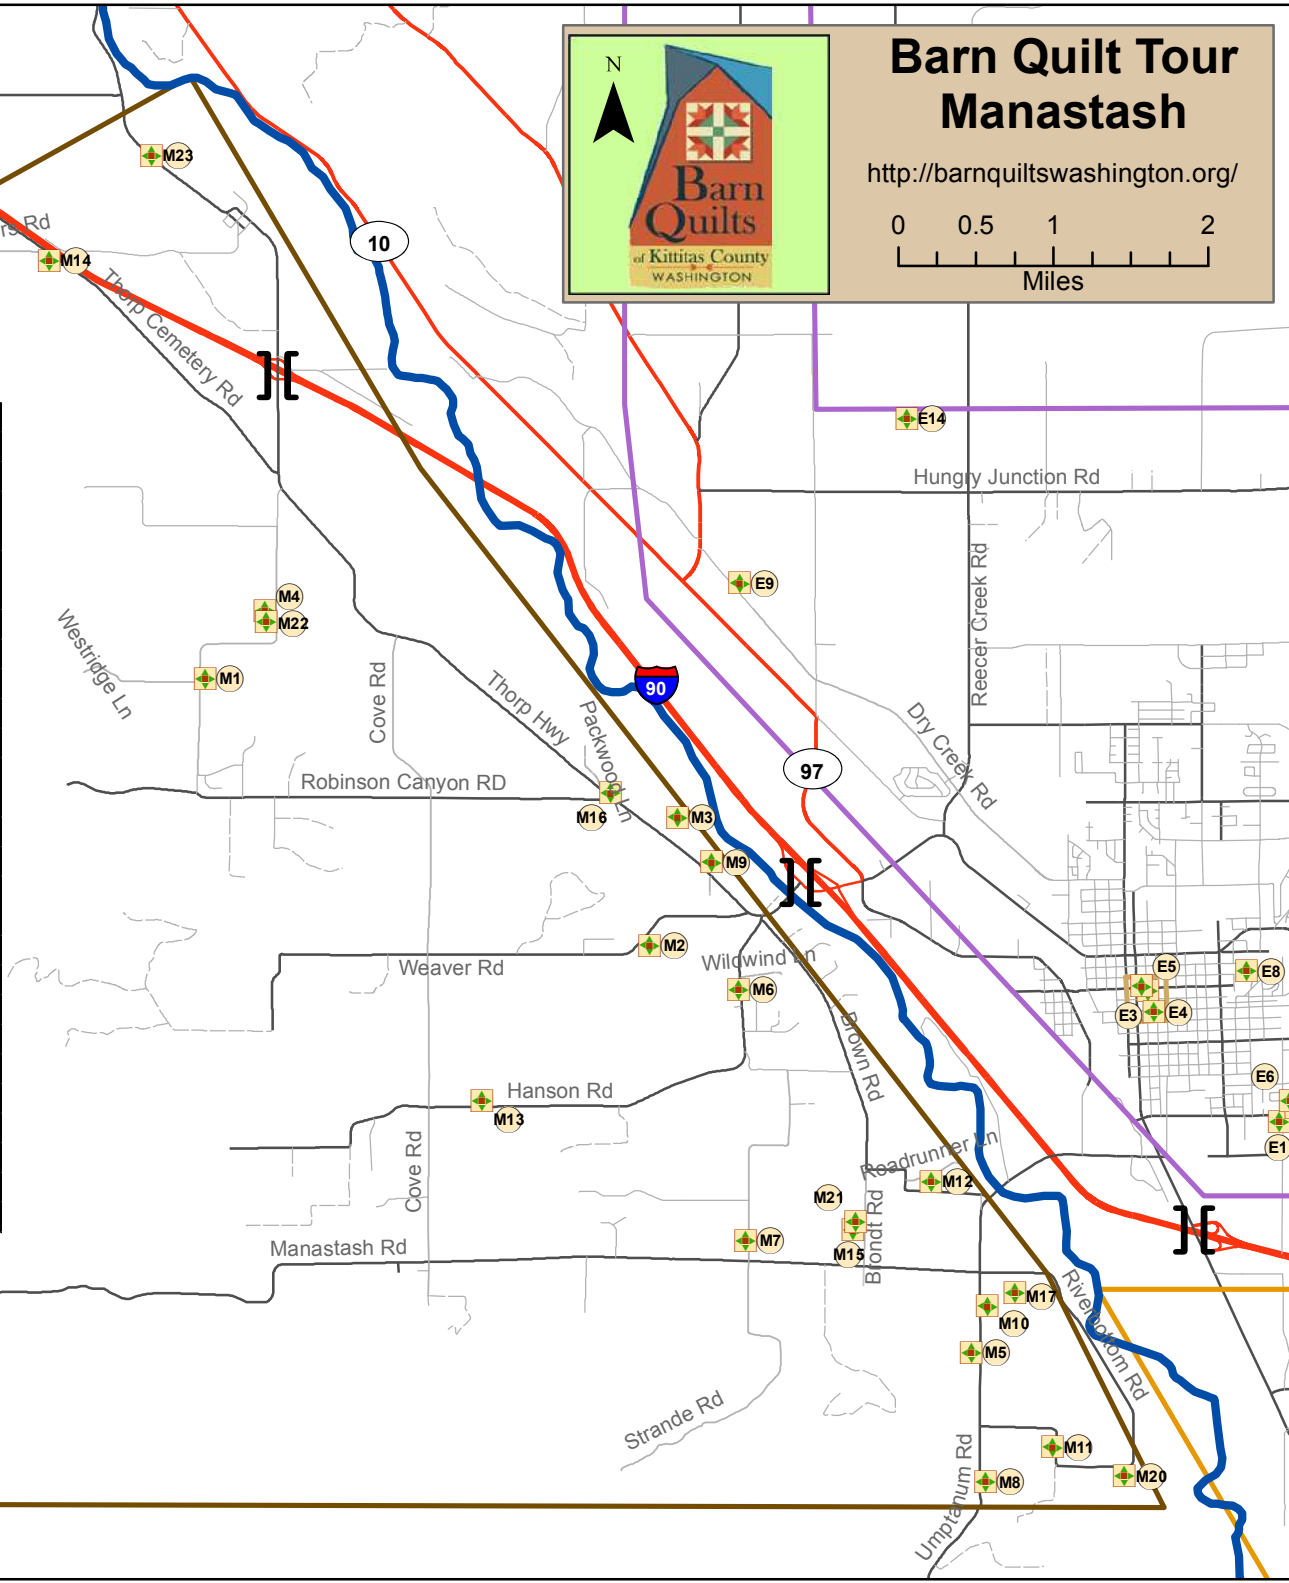 Barn Quilt Tour
Manastash
http://barnquiltswashington.org/
0 0.5 1 2
Miles
N
Barn
Quilts
of Kittitas County
WASHINGTON
M23
rs Rd
M14
10
Thorp Cemetery Rd
E14
Hungry Junction Rd
E9
Reecer Creek Rd
M4
M22
Westridge Ln
M1
Cove Rd
90
Thorp Hwy
Packwood Ln
Dry Creek Rd
97
Robinson Canyon RD
M16
M3
M9
M2
Weaver Rd
Wildwind Ln
M6
E5
E8
E3
E4
Brown Rd
E6
Hanson Rd
M13
E1
Cove Rd
Roadrunner Ln
M12
M21
Brondt Rd
M7
M15
Manastash Rd
M17
M10
Riverbottom Rd
M5
Strande Rd
M11
M20
M8
Umptanum Rd